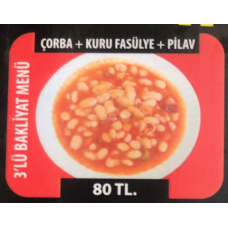 ÇORBA + KURU FASÜLYE + PİLAV
3'LÜ BAKLİYAT MENÜ
80 TL.